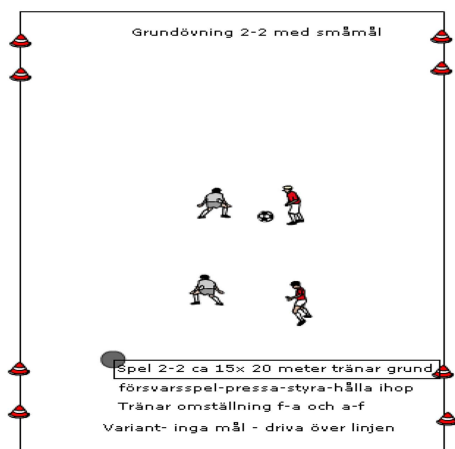 Grundövning 2-2 med småmål
Spel 2-2 ca 15x 20 meter tränar grund
försvarsspel-pressa-styra-hålla ihop
Tränar omställning f-a och a-f
Variant- inga mål - driva över linjen